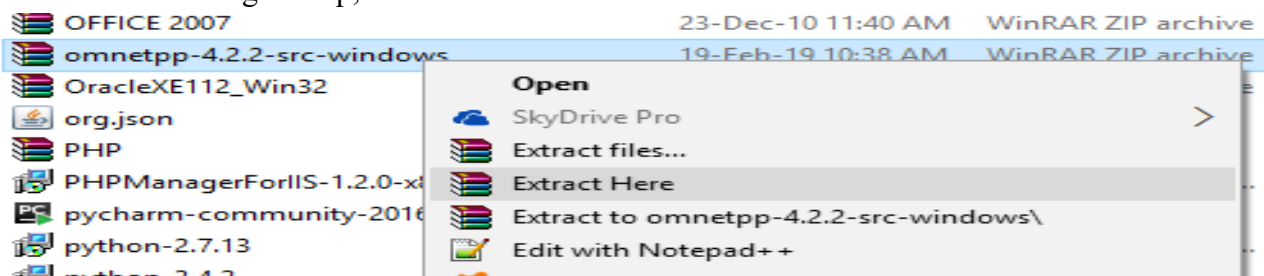 OFFICE 2007 23-Dec-10 11:40 AM WinRAR ZIP archive
omnetpp-4.2.2-src-windows 19-Feb-19 10:38 AM WinRAR ZIP archive
OracleXE112_Win32
org.json
PHP
PHPManagerForIIS-1.2.0-x
pycharm-community-2016
python-2.7.13
Open
SkyDrive Pro
Extract files...
Extract Here
Extract to omnetpp-4.2.2-src-windows\
Edit with Notepad++